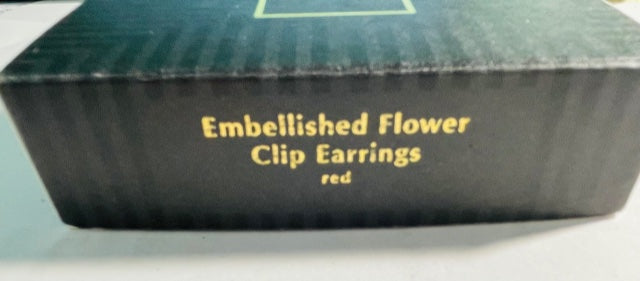 Embellished Flower
Clip Earrings
red